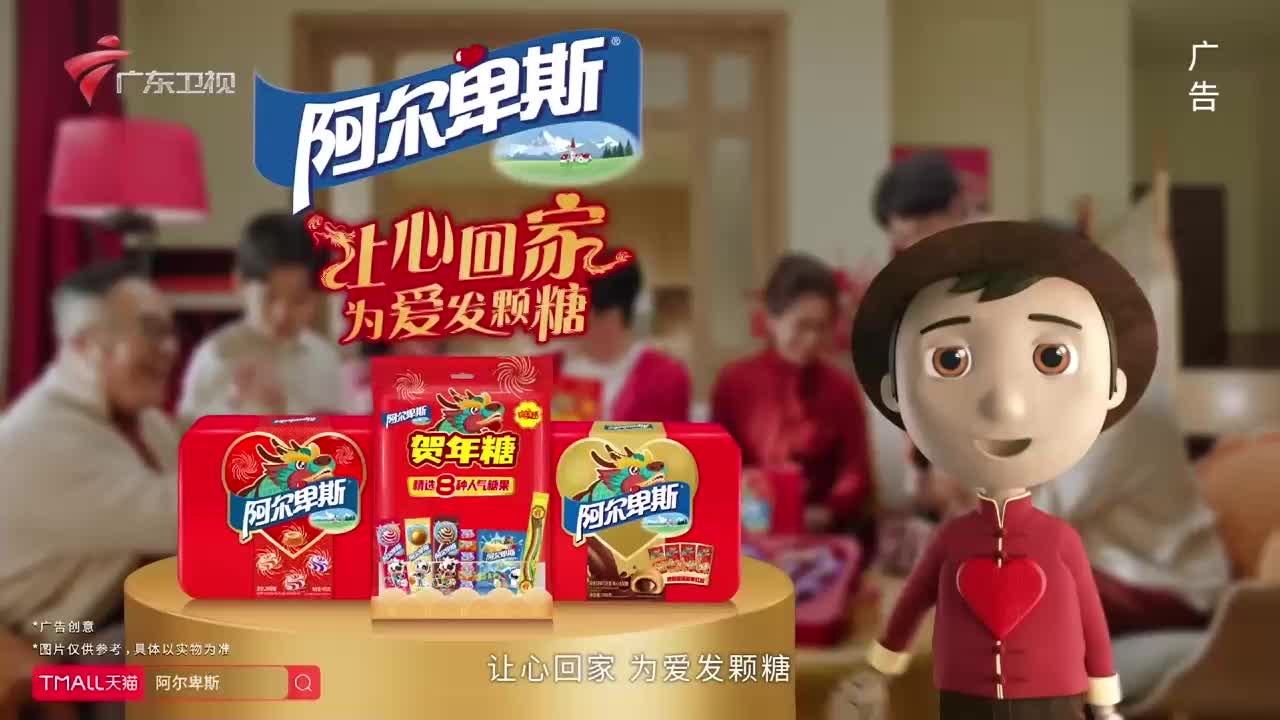 广东卫视
广告
阿尔卑斯®
让心回家
为爱发颗糖
阿尔卑斯
贺年糖
精选8种人气糖果
阿尔卑斯
阿尔卑斯
阿尔卑斯
*广告创意
*图片仅供参考,具体以实物为准
TMALL天猫 阿尔卑斯
让心回家 为爱发颗糖